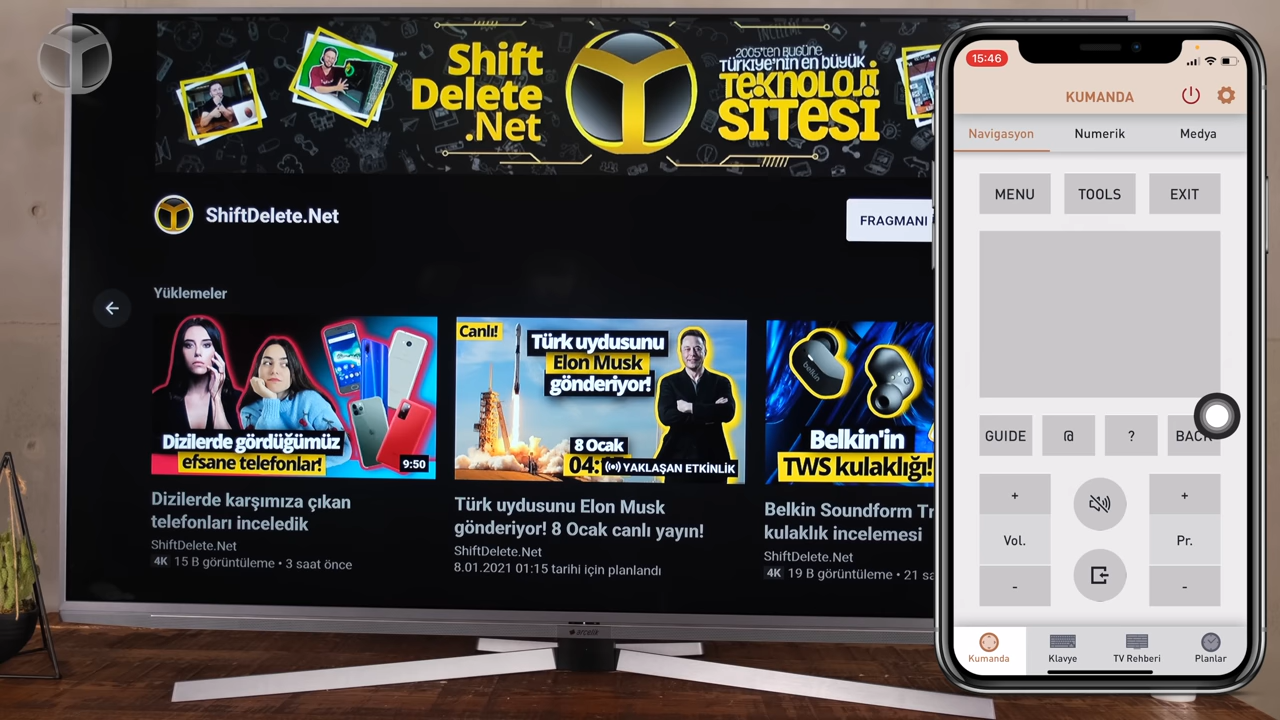 Shift
Delete
.Net
2005'ten BUGÜNE
TÜRKİYE'NİN EN BÜYÜK
TEKNOLOJİ
SİTESİ
ShiftDelete.Net
FRAGMANI
Yüklemeler
Dizilerde gördüğümüz
efsane telefonlar!
9:50
Dizilerde karşımıza çıkan
telefonları inceledik
ShiftDelete.Net
4K 15 B görüntüleme • 3 saat önce
Canlı!
Türk uydusunu
Elon Musk
gönderiyor!
8 Ocak
04:
YAKLAŞAN ETKİNLİK
Türk uydusunu Elon Musk
gönderiyor! 8 Ocak canlı yayın!
ShiftDelete.Net
8.01.2021 01:15 tarihi için planlandı
belkin
Belkin'in
TWS kulaklığı!
Belkin Soundform Tr
kulaklık incelemesi
ShiftDelete.Net
4K 19 B görüntüleme • 21 sa
arcelik
15:46
KUMANDA
Navigasyon
Numerik
Medya
MENU
TOOLS
EXIT
GUIDE
@
?
BACK
+
+
Vol.
Pr.
-
-
Kumanda
Klavye
TV Rehberi
Planlar